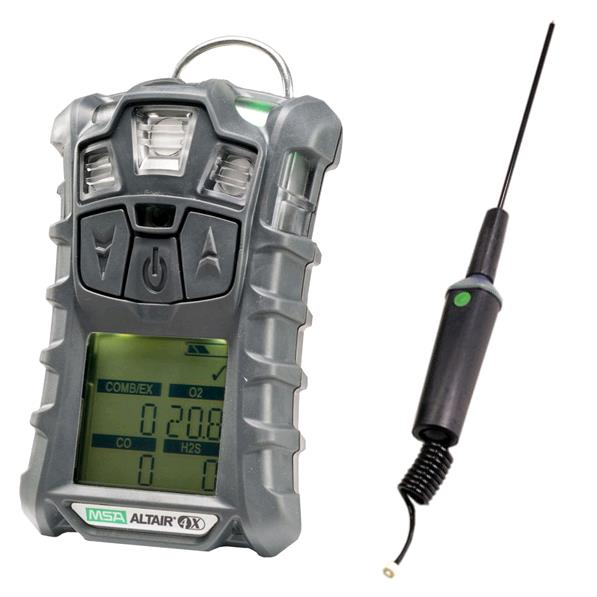 COMB/EX O2
0 20.8
CO H2S
0 0
MSA ALTAIR® 4X